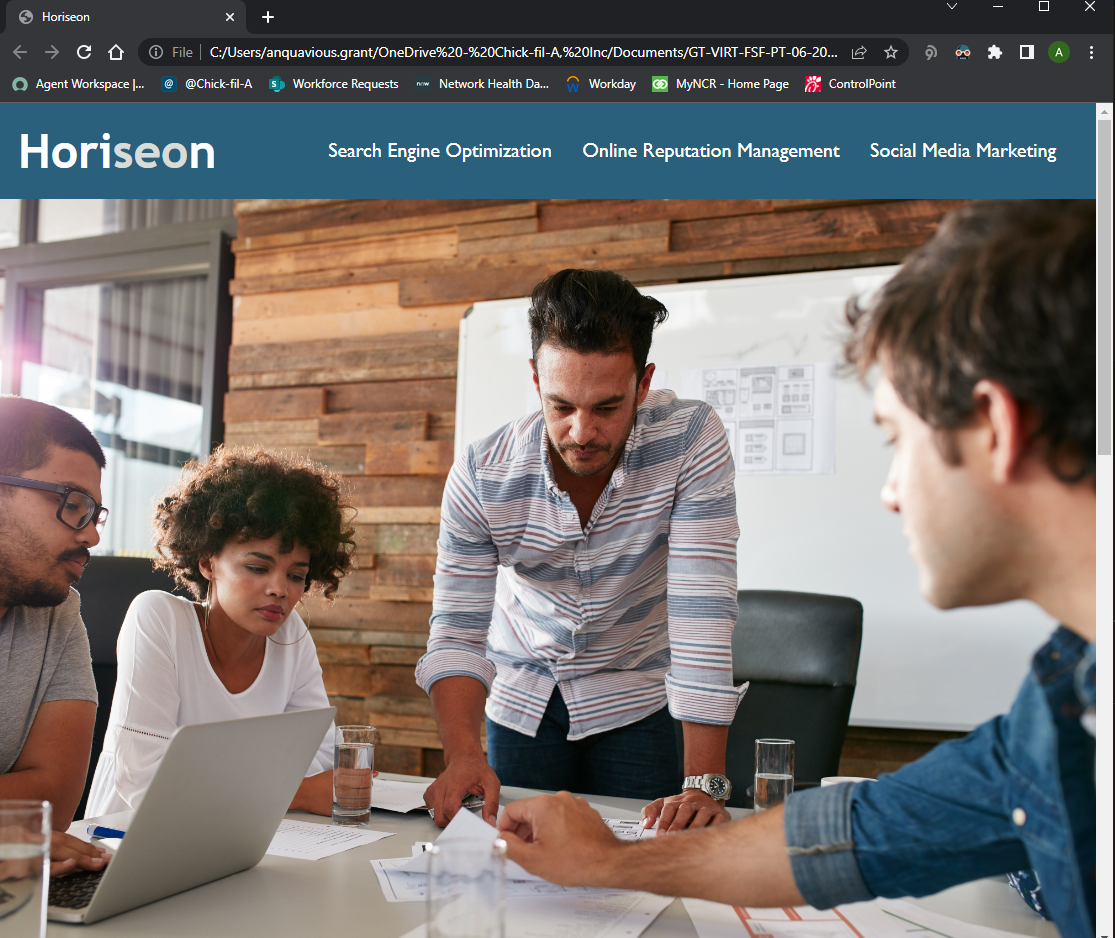 Horiseon
File
C:/Users/anquavious.grant/OneDrive%20-%20Chick-fil-A,%20Inc/Documents/GT-VIRT-FSF-PT-06-20...
A
Agent Workspace |... @Chick-fil-A Workforce Requests now Network Health Da... Workday MyNCR - Home Page ControlPoint
Horiseon
Search Engine Optimization Online Reputation Management Social Media Marketing